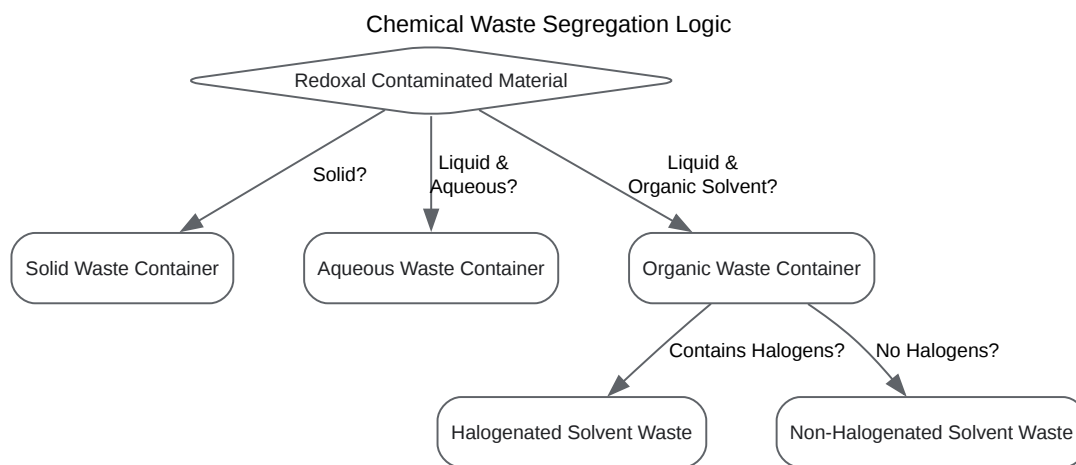 Chemical Waste Segregation Logic
Redoxal Contaminated Material
Solid?
Liquid &
Aqueous?
Liquid &
Organic Solvent?
Solid Waste Container
Aqueous Waste Container
Organic Waste Container
Contains Halogens?
No Halogens?
Halogenated Solvent Waste
Non-Halogenated Solvent Waste